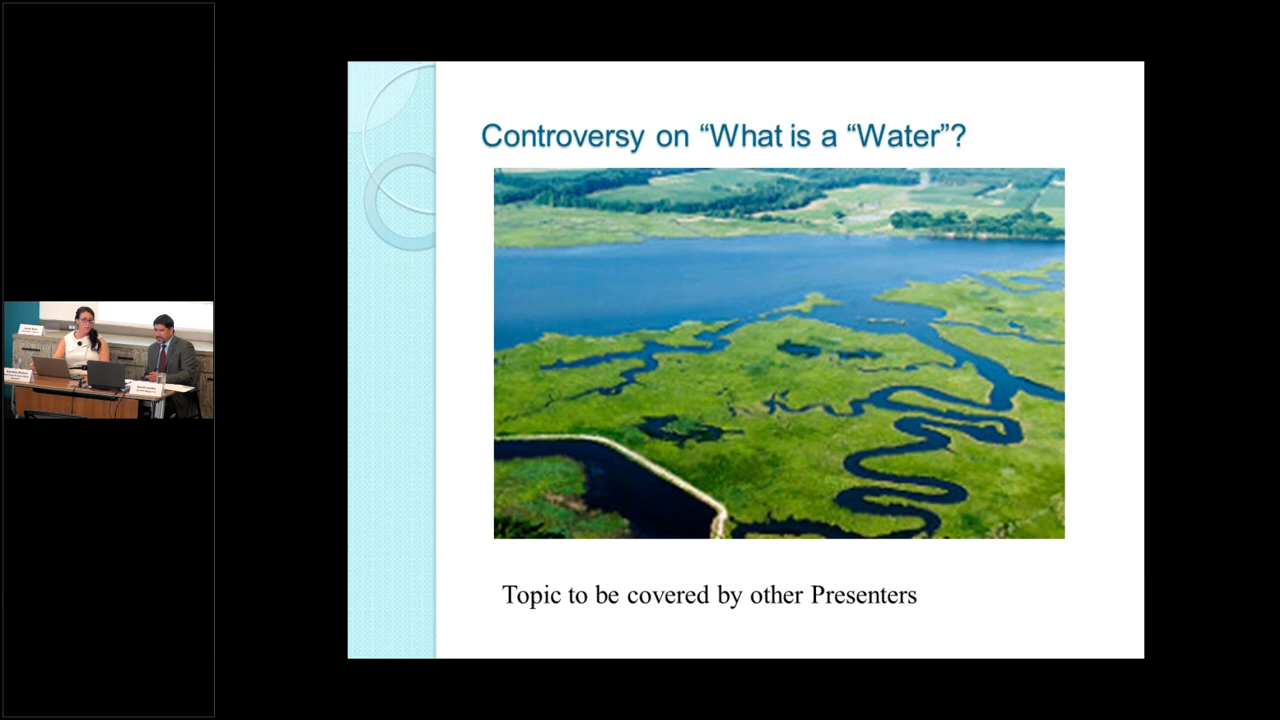 Controversy on “What is a “Water”?
Topic to be covered by other Presenters